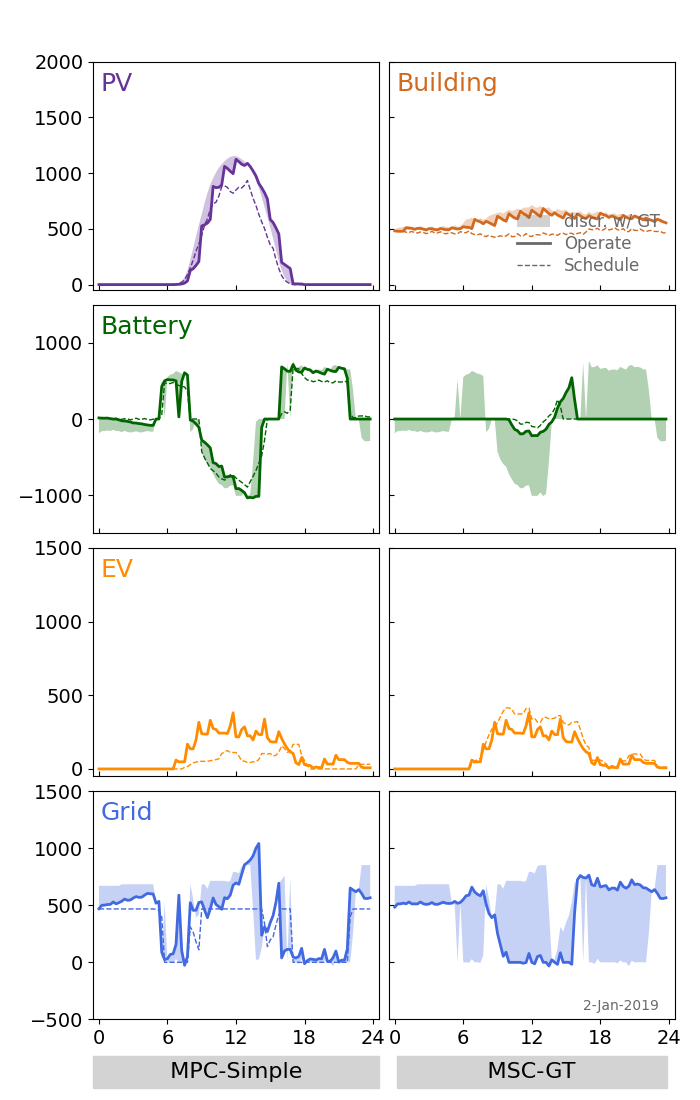 2000
1500
1000
500
0
PV
Building
discr. w/ GT
Operate
Schedule
1000
0
−1000
Battery
1500
1000
500
0
EV
1500
1000
500
0
−500
Grid
2-Jan-2019
0 6 12 18 24 0 6 12 18 24
MPC-Simple MSC-GT